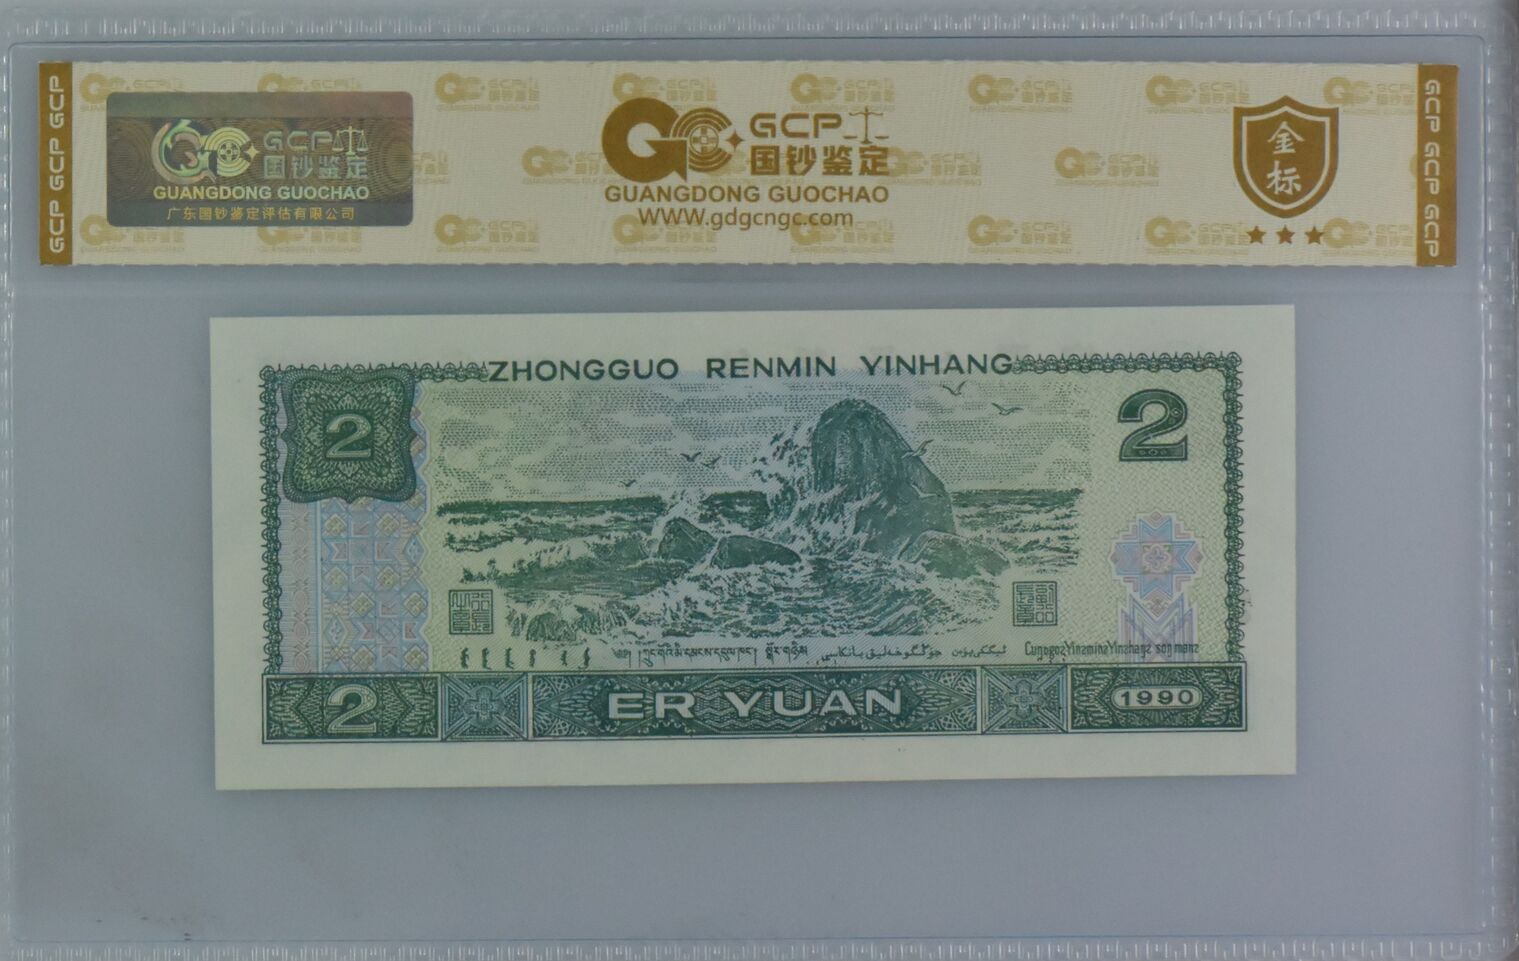 GCP GCP GCP
GCP
国钞鉴定
GUANGDONG GUOCHAO
广东国钞鉴定评估有限公司
GCP
国钞鉴定
GUANGDONG GUOCHAO
WWW.gdgcngc.com
金标
GCP GCP GCP
ZHONGGUO RENMIN YINHANG
2
2
2
ER YUAN
1990